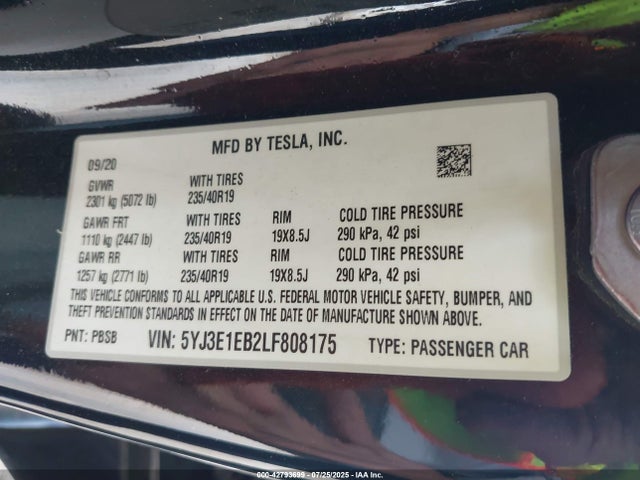 MFD BY TESLA, INC.
09/20
GVWR WITH TIRES
2301 kg (5072 lb) 235/40R19
GAWR FRT WITH TIRES RIM COLD TIRE PRESSURE
1110 kg (2447 lb) 235/40R19 19X8.5J 290 kPa, 42 psi
GAWR RR WITH TIRES RIM COLD TIRE PRESSURE
1257 kg (2771 lb) 235/40R19 19X8.5J 290 kPa, 42 psi
THIS VEHICLE CONFORMS TO ALL APPLICABLE U.S. FEDERAL MOTOR VEHICLE SAFETY, BUMPER, AND
THEFT PREVENTION STANDARDS IN EFFECT ON THE DATE OF MANUFACTURE SHOWN ABOVE.
PNT: PBSB VIN: 5YJ3E1EB2LF808175 TYPE: PASSENGER CAR
000-42793699 - 07/25/2025 - IAA Inc.